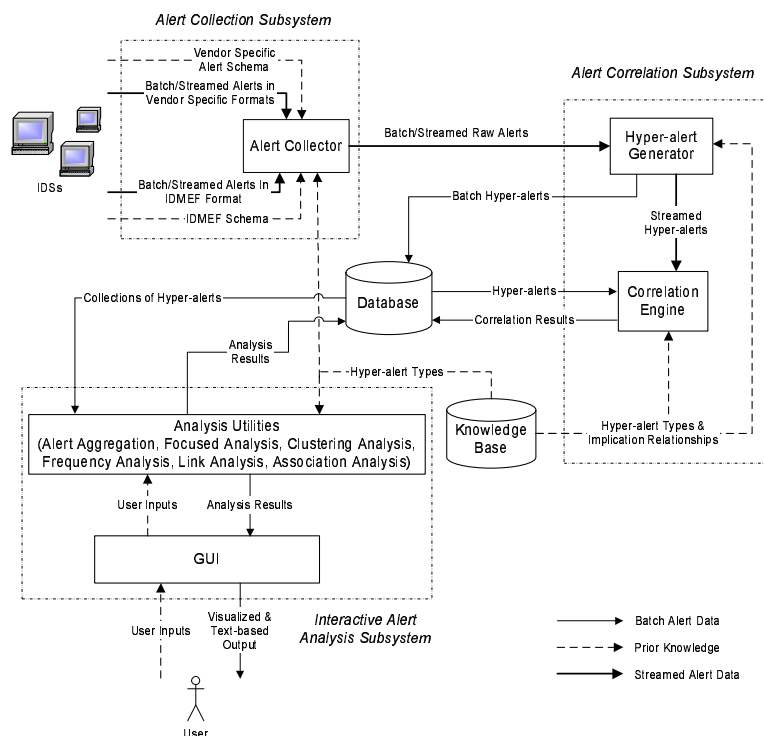 Alert Collection Subsystem
Vendor Specific
Alert Schema
Batch/Streamed Alerts in
Vendor Specific Formats
Alert Collector
IDSs
Batch/Streamed Alerts In
IDMEF Format
IDMEF Schema
Batch/Streamed Raw Alerts
Alert Correlation Subsystem
Hyper-alert
Generator
Batch Hyper-alerts
Streamed
Hyper-alerts
Database
Hyper-alerts
Correlation Results
Correlation
Engine
Collections of Hyper-alerts
Analysis
Results
Hyper-alert Types
Knowledge
Base
Hyper-alert Types &
Implication Relationships
Analysis Utilities
(Alert Aggregation, Focused Analysis, Clustering Analysis,
Frequency Analysis, Link Analysis, Association Analysis)
User Inputs
Analysis Results
GUI
Interactive Alert
Analysis Subsystem
User Inputs
Visualized &
Text-based
Output
User
Batch Alert Data
Prior Knowledge
Streamed Alert Data